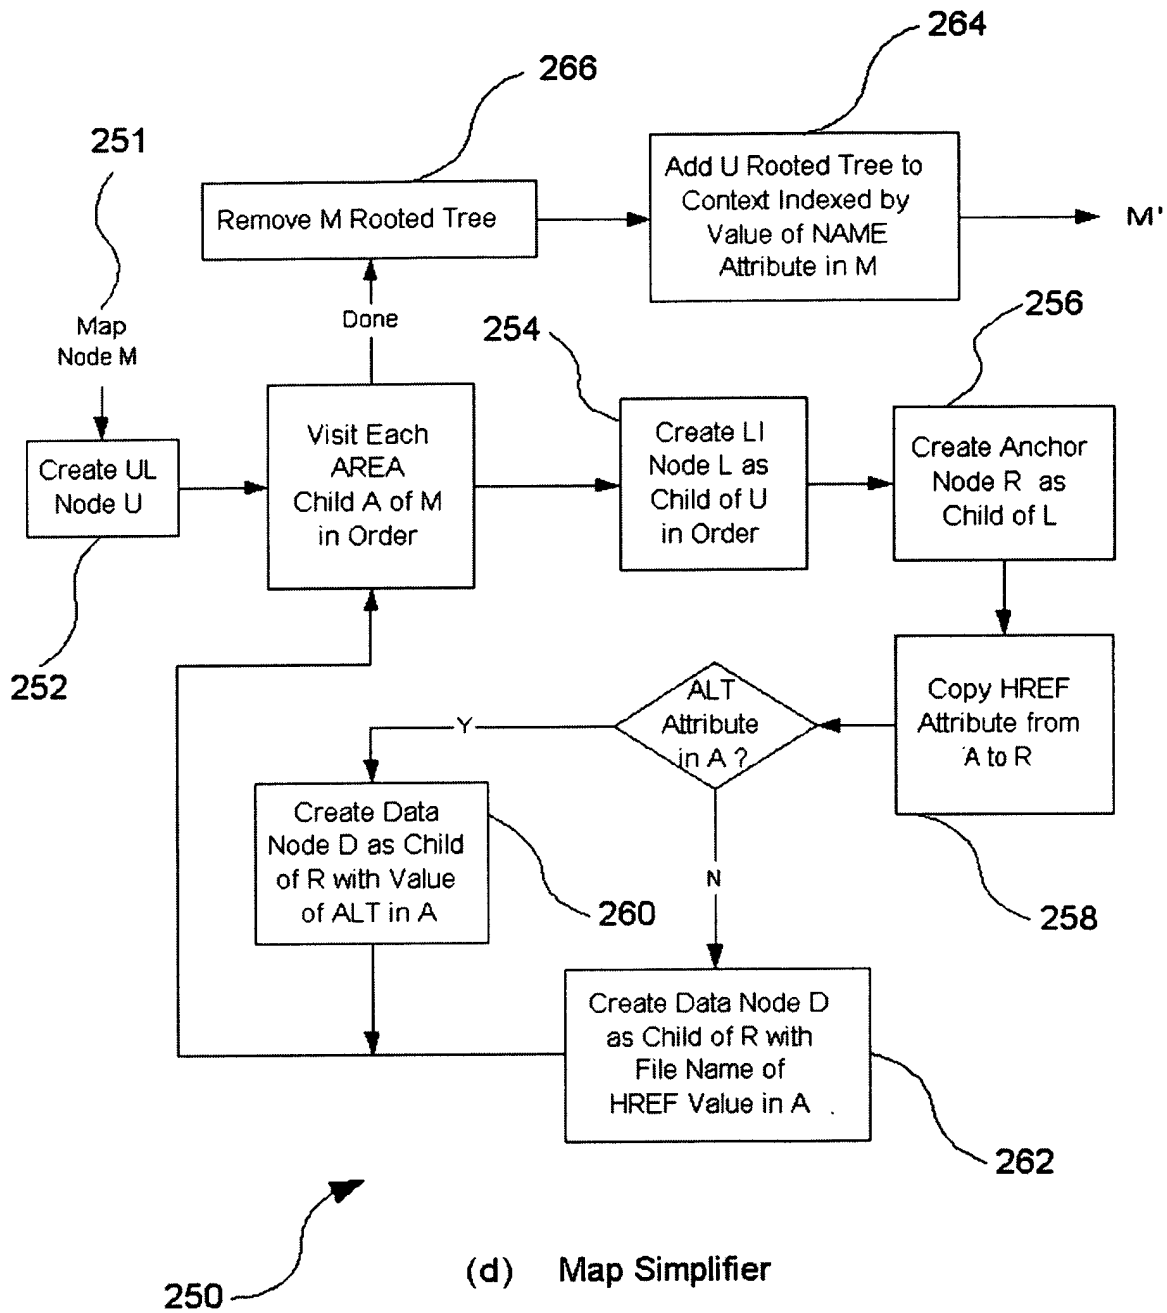 264
266
251
Add U Rooted Tree to
Context Indexed by
Value of NAME
Attribute in M
Remove M Rooted Tree
M'
Done
Map
Node M
254
256
Visit Each
AREA
Child A of M
in Order
Create LI
Node L as
Child of U
in Order
Create Anchor
Node R as
Child of L
Create UL
Node U
252
ALT
Attribute
in A ?
Copy HREF
Attribute from
A to R
Y
Create Data
Node D as Child
of R with Value
of ALT in A
N
260
258
Create Data Node D
as Child of R with
File Name of
HREF Value in A
262
250
(d) Map Simplifier